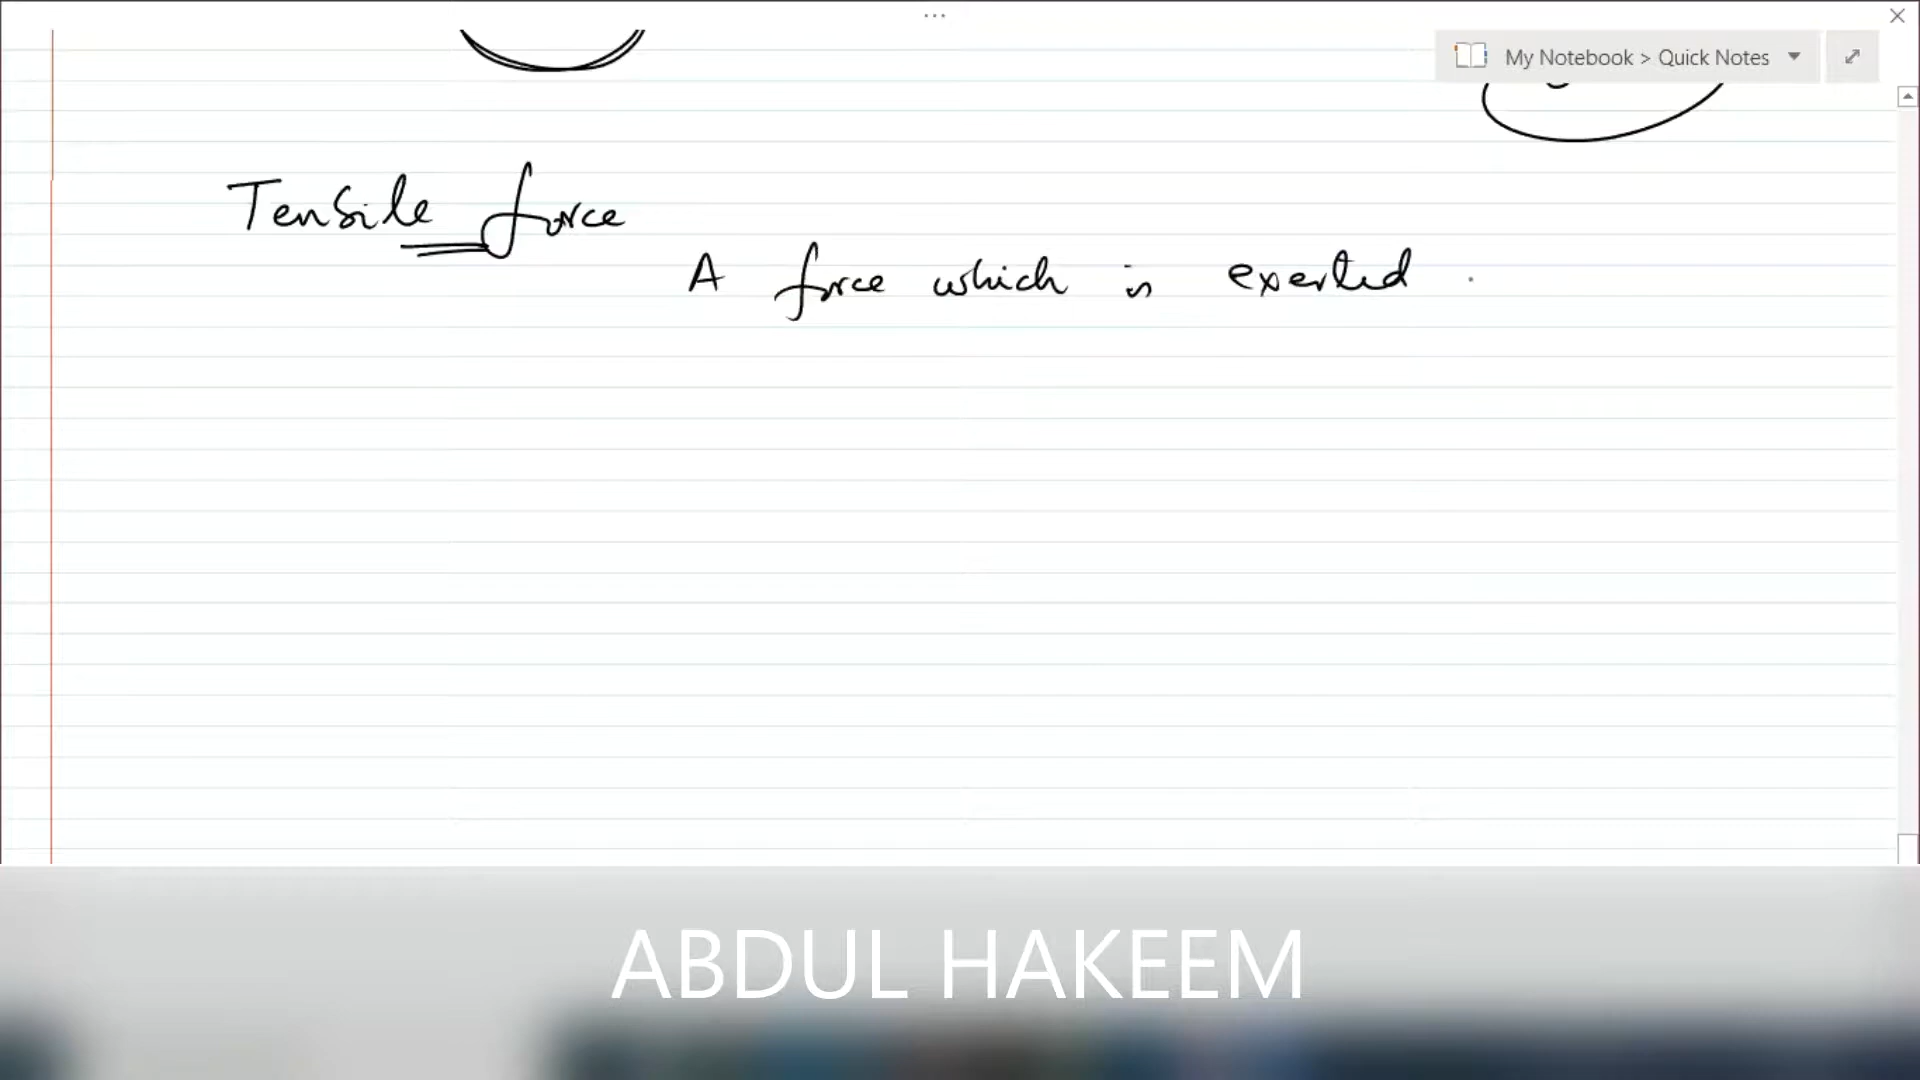 ...
My Notebook > Quick Notes
Tensile force
A force which is exerted
ABDUL HAKEEM